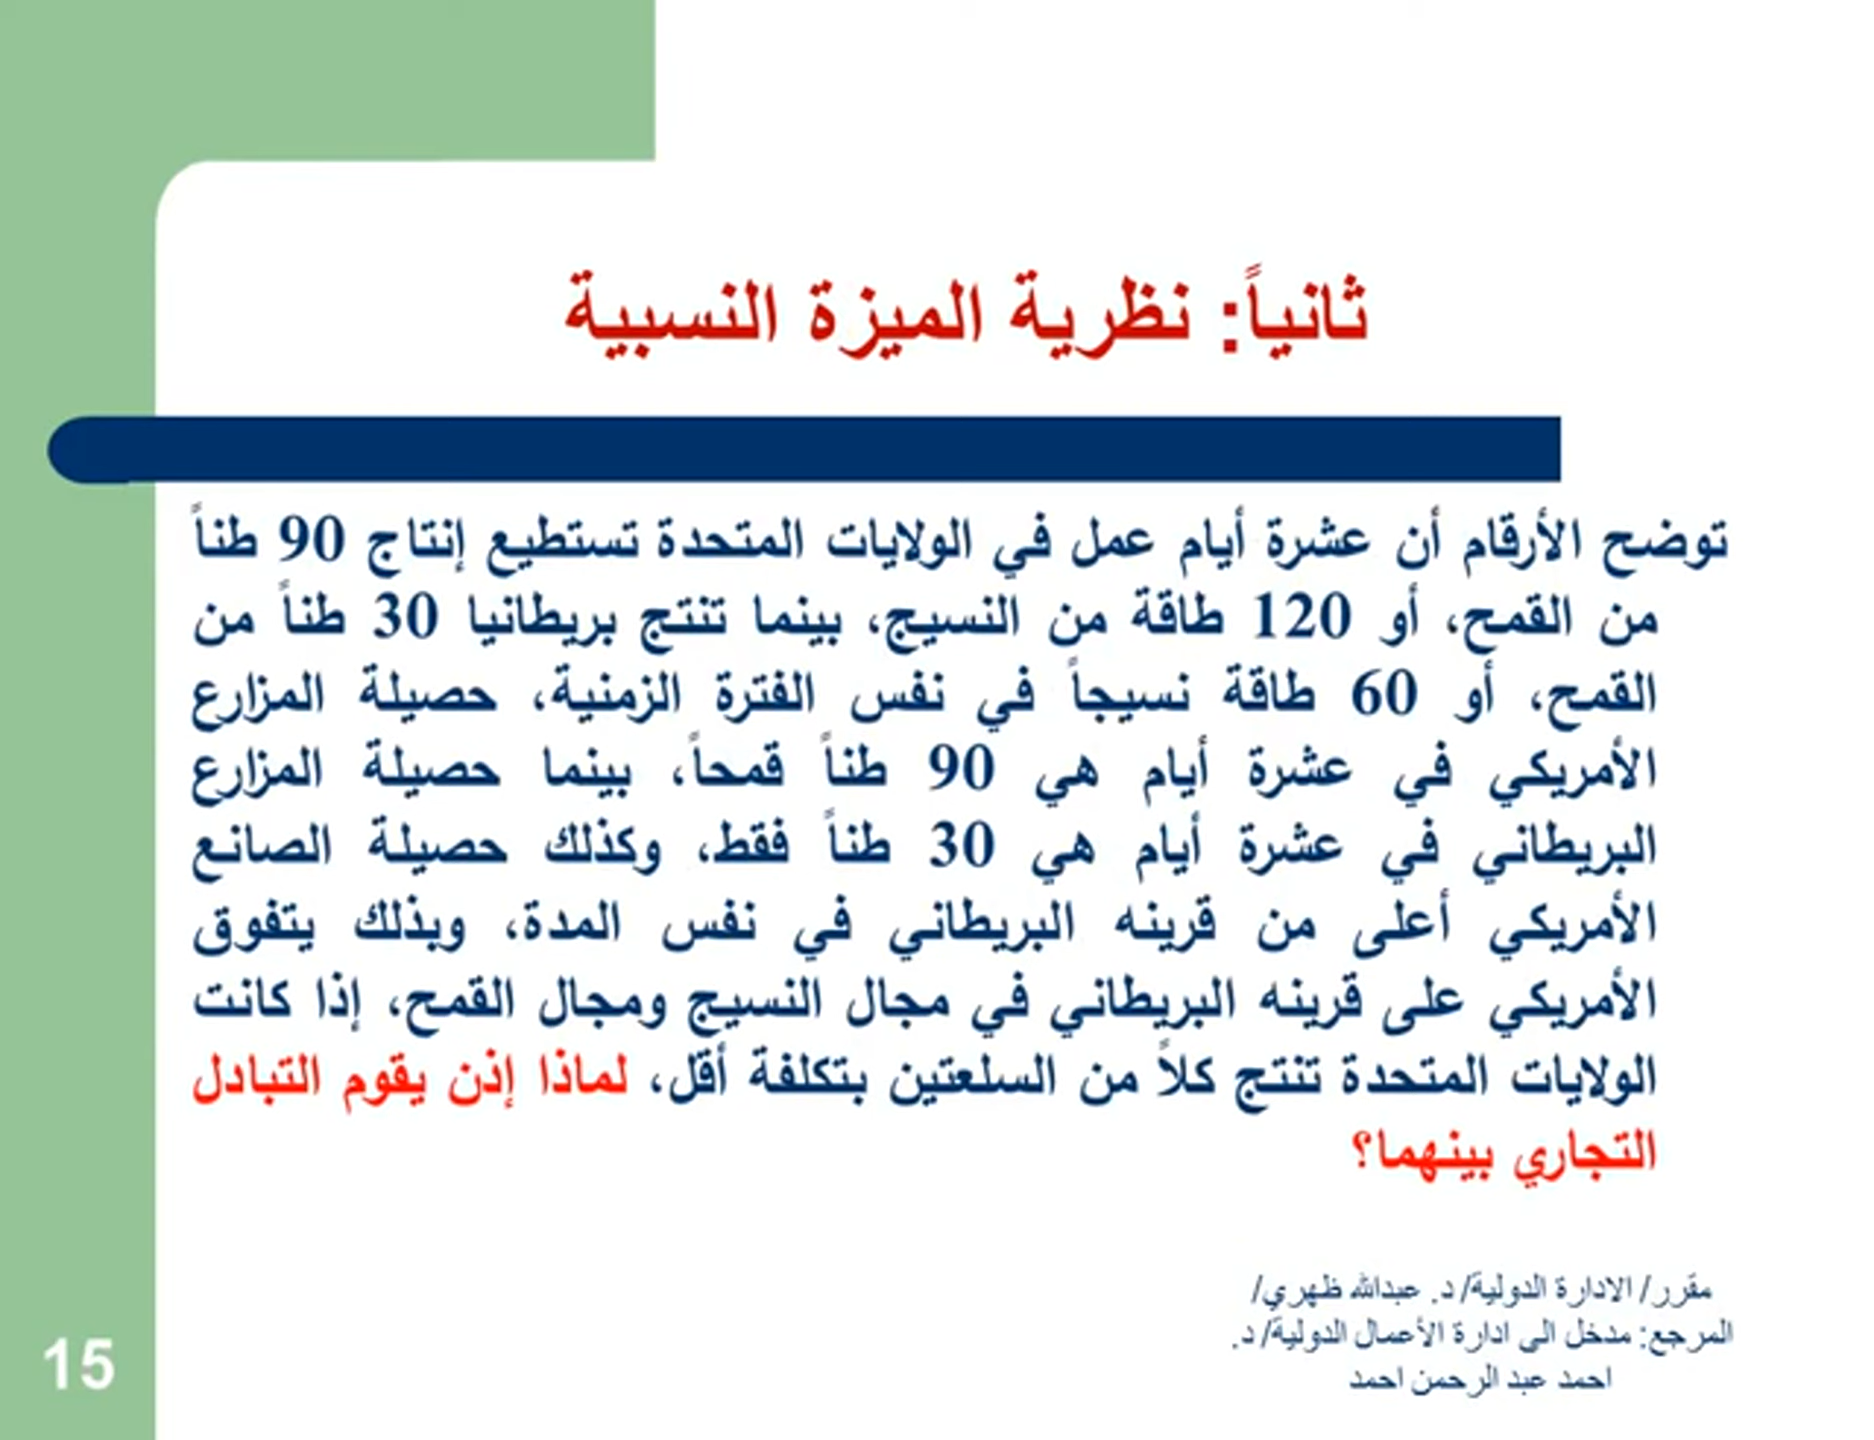 ثانياً: نظرية الميزة النسبية
توضح الأرقام أن عشرة أيام عمل في الولايات المتحدة تستطيع إنتاج 90 طناً
من القمح، أو 120 طاقة من النسيج، بينما تنتج بريطانيا 30 طناً من
القمح، أو 60 طاقة نسيجاً في نفس الفترة الزمنية، حصيلة المزارع
الأمريكي في عشرة أيام هي 90 طناً قمحاً، بينما حصيلة المزارع
البريطاني في عشرة أيام هي 30 طناً فقط، وكذلك حصيلة الصانع
الأمريكي أعلى من قرينه البريطاني في نفس المدة، وبذلك يتفوق
الأمريكي على قرينه البريطاني في مجال النسيج ومجال القمح، إذا كانت
الولايات المتحدة تنتج كلاً من السلعتين بتكلفة أقل، لماذا إذن يقوم التبادل
التجاري بينهما؟
مقرر/ الادارة الدولية/ د. عبدالله ظهري/
المرجع: مدخل الى ادارة الأعمال الدولية/ د.
احمد عبد الرحمن احمد
15